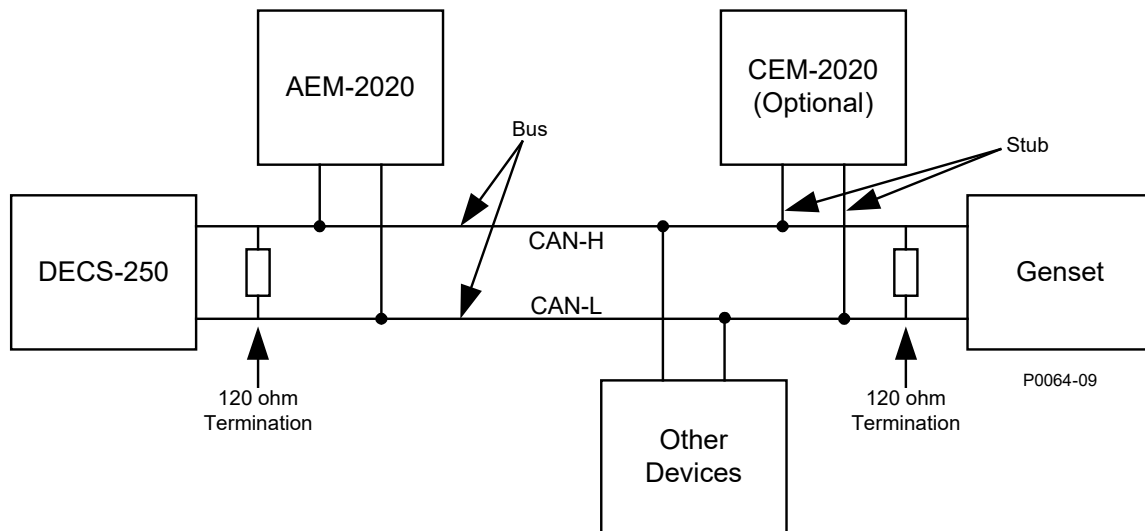 AEM-2020
CEM-2020
(Optional)
Bus
Stub
DECS-250
CAN-H
CAN-L
Genset
120 ohm
Termination
Other
Devices
120 ohm
Termination
P0064-09